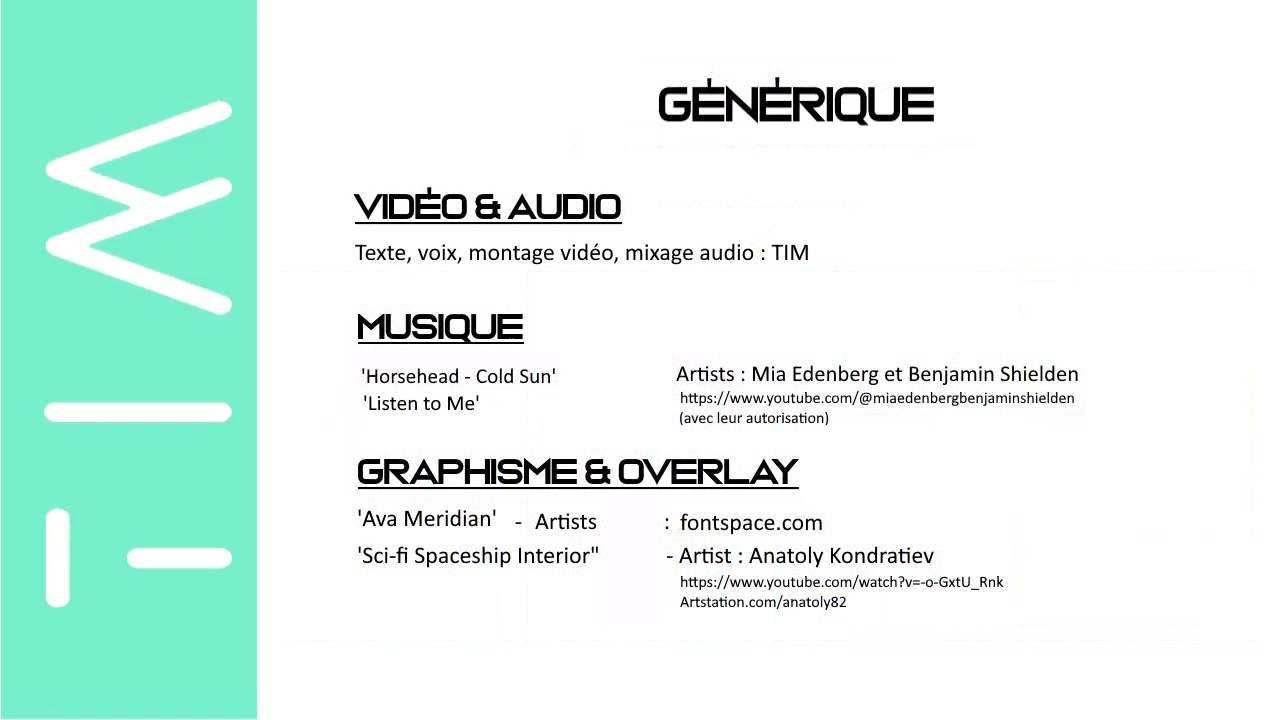 TIM
GÉNÉRIQUE
VIDÉO & AUDIO
Texte, voix, montage vidéo, mixage audio : TIM
MUSIQUE
'Horsehead - Cold Sun'
'Listen to Me'
Artists : Mia Edenberg et Benjamin Shielden
https://www.youtube.com/@miaedenbergbenjaminshielden
(avec leur autorisation)
GRAPHISME & OVERLAY
'Ava Meridian' - Artists : fontspace.com
'Sci-fi Spaceship Interior" - Artist : Anatoly Kondratiev
https://www.youtube.com/watch?v=-o-GxtU_Rnk
Artstation.com/anatoly82